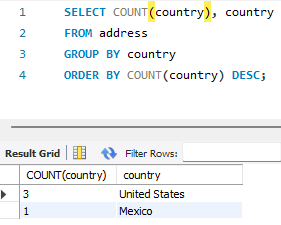 1 SELECT COUNT(country), country
2 FROM address
3 GROUP BY country
4 ORDER BY COUNT(country) DESC;
Result Grid Filter Rows:
COUNT(country) country
3 United States
1 Mexico